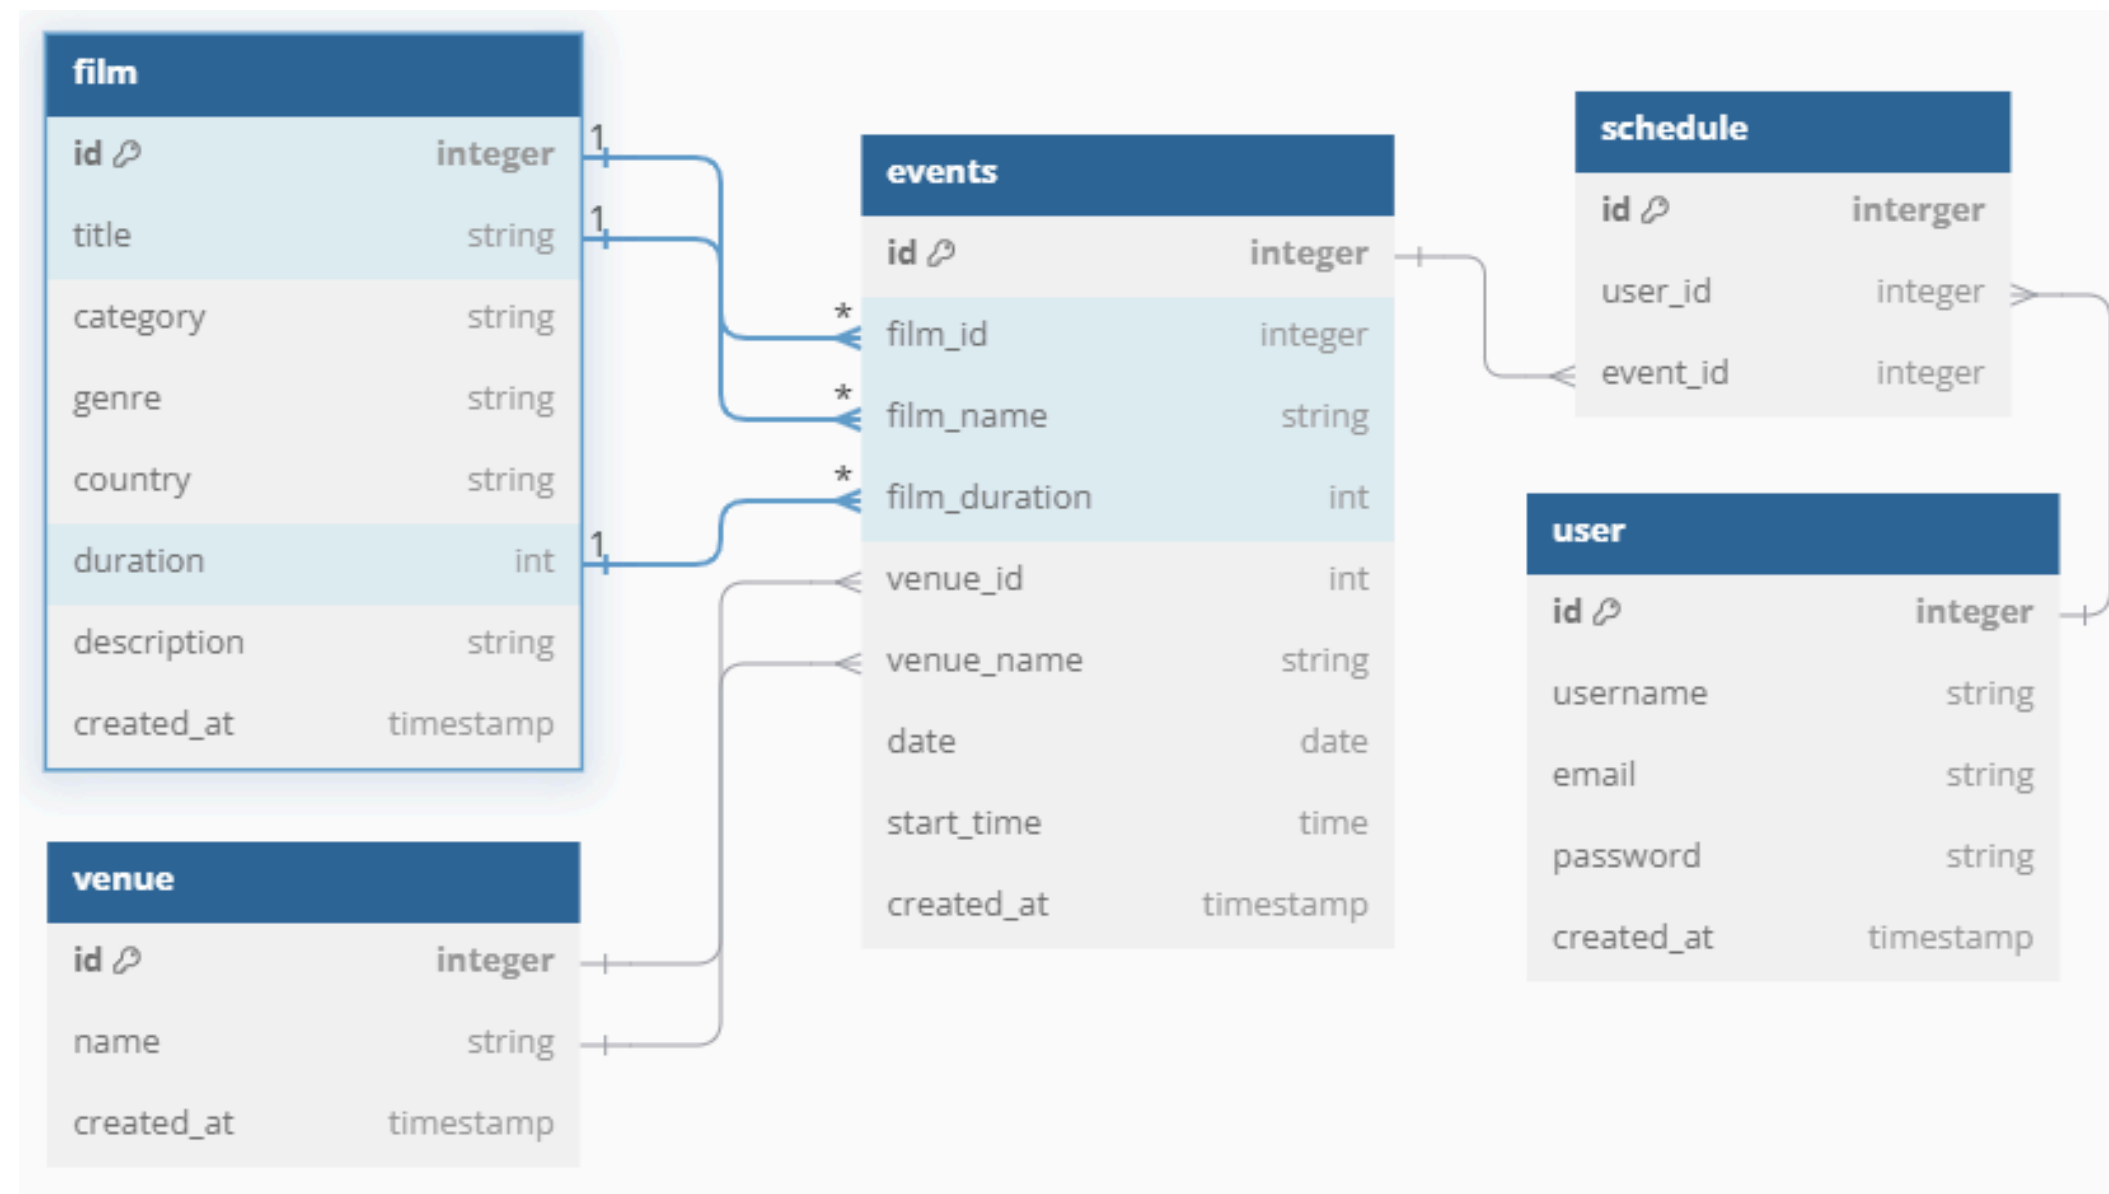 film
id integer
title string
category string
genre string
country string
duration int
description string
created_at timestamp
1
1
1
*
*
*
venue
id integer
name string
created_at timestamp
events
id integer
film_id integer
film_name string
film_duration int
venue_id int
venue_name string
date date
start_time time
created_at timestamp
schedule
id interger
user_id integer
event_id integer
user
id integer
username string
email string
password string
created_at timestamp